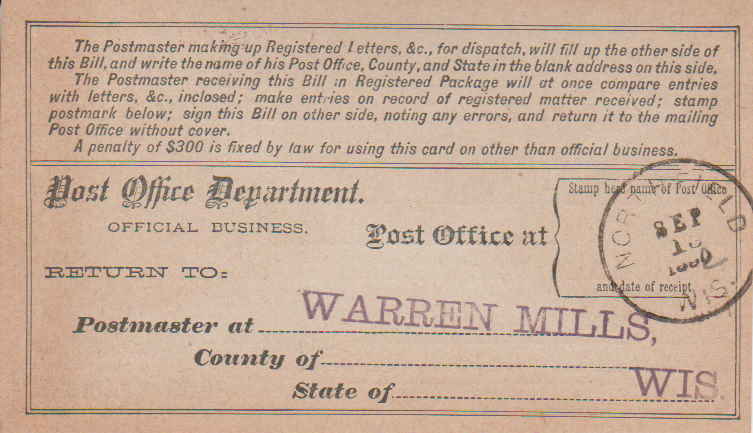 The Postmaster making up Registered Letters, &c., for dispatch, will fill up the other side of
this Bill, and write the name of his Post Office, County, and State in the blank address on this side.
The Postmaster receiving this Bill in Registered Package will at once compare entries
with letters, &c., inclosed; make entries on record of registered matter received; stamp
postmark below; sign this Bill on other side, noting any errors, and return it to the mailing
Post Office without cover.
A penalty of $300 is fixed by law for using this card on other than official business.
Post Office Department.
OFFICIAL BUSINESS.
Post Office at
Stamp here name of Post Office
and date of receipt
NORTHFIELD
SEP
WIS.
RETURN TO:
Postmaster at WARREN MILLS,
County of
State of WIS.